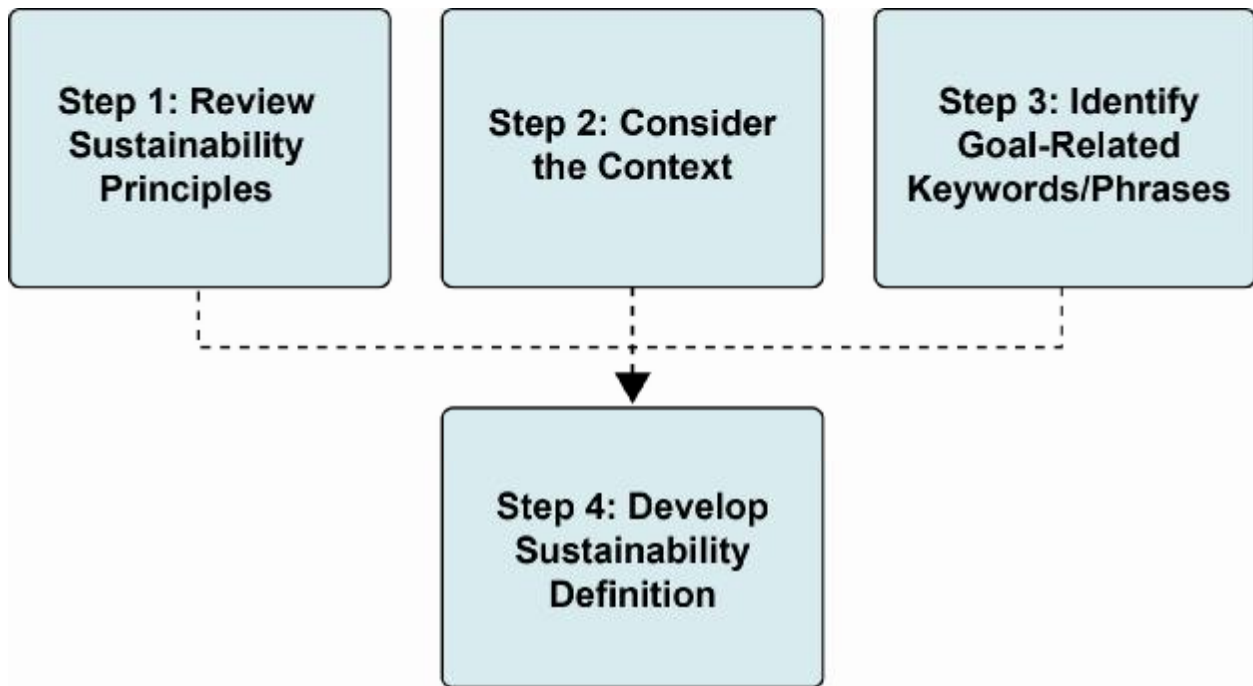 Step 1: Review
Sustainability
Principles
Step 2: Consider
the Context
Step 3: Identify
Goal-Related
Keywords/Phrases
Step 4: Develop
Sustainability
Definition